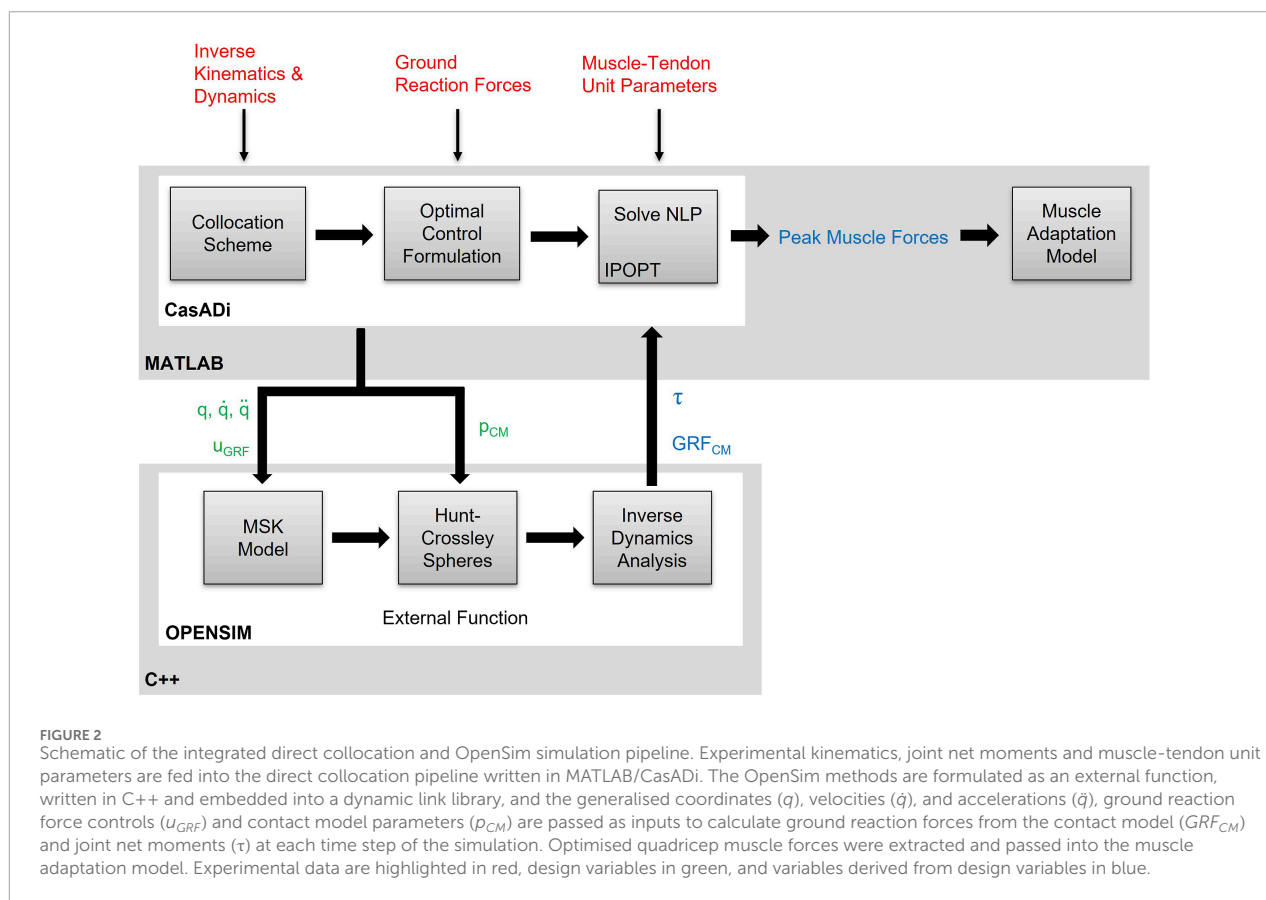 Inverse
Kinematics &
Dynamics
Ground
Reaction Forces
Muscle-Tendon
Unit Parameters
Collocation
Scheme
Optimal
Control
Formulation
Solve NLP
IPOPT
Peak Muscle Forces
Muscle
Adaptation
Model
CasADi
MATLAB
q, q̇, q̈
u_GRF
p_CM
τ
GRF_CM
MSK
Model
Hunt-
Crossley
Spheres
Inverse
Dynamics
Analysis
External Function
OPENSIM
C++
FIGURE 2
Schematic of the integrated direct collocation and OpenSim simulation pipeline. Experimental kinematics, joint net moments and muscle-tendon unit
parameters are fed into the direct collocation pipeline written in MATLAB/CasADi. The OpenSim methods are formulated as an external function,
written in C++ and embedded into a dynamic link library, and the generalised coordinates (q), velocities (q̇), and accelerations (q̈), ground reaction
force controls (u_GRF) and contact model parameters (p_CM) are passed as inputs to calculate ground reaction forces from the contact model (GRF_CM)
and joint net moments (τ) at each time step of the simulation. Optimised quadricep muscle forces were extracted and passed into the muscle
adaptation model. Experimental data are highlighted in red, design variables in green, and variables derived from design variables in blue.